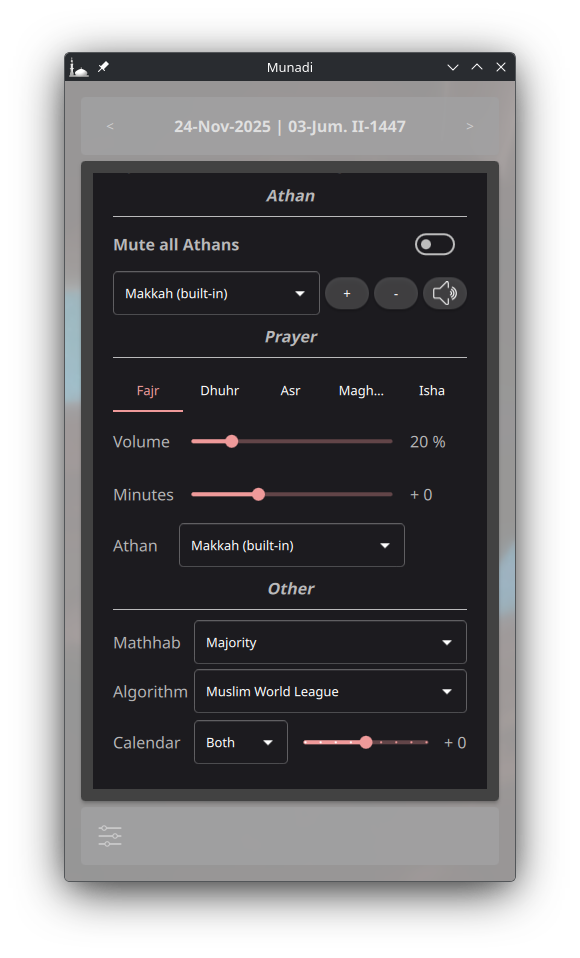 Munadi
< 24-Nov-2025 | 03-Jum. II-1447 >
Athan
Mute all Athans
Makkah (built-in) + -
Prayer
Fajr Dhuhr Asr Magh... Isha
Volume 20 %
Minutes + 0
Athan Makkah (built-in)
Other
Mathhab Majority
Algorithm Muslim World League
Calendar Both + 0